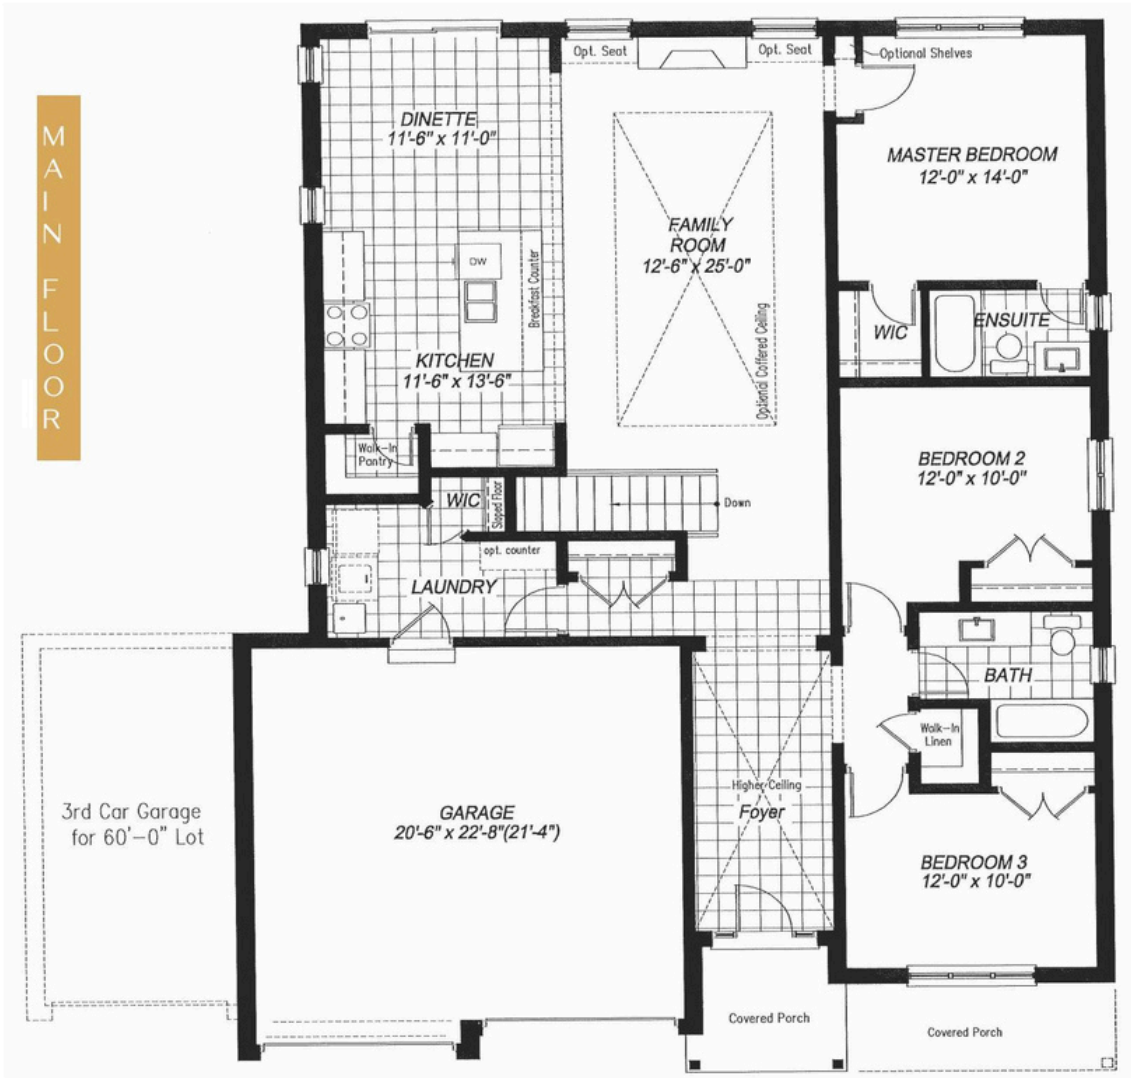 MAIN FLOOR
Opt. Seat
Opt. Seat
Optional Shelves
DINETTE
11'-6" x 11'-0"
MASTER BEDROOM
12'-0" x 14'-0"
FAMILY
ROOM
12'-6" x 25'-0"
DW
Breakfast Counter
Optional Coffered Ceiling
WIC
ENSUITE
KITCHEN
11'-6" x 13'-6"
Walk-In
Pantry
BEDROOM 2
12'-0" x 10'-0"
WIC
Sloped Floor
Down
opt. counter
LAUNDRY
BATH
Walk-In
Linen
3rd Car Garage
for 60'-0" Lot
GARAGE
20'-6" x 22'-8"(21'-4")
Higher Ceiling
Foyer
BEDROOM 3
12'-0" x 10'-0"
Covered Porch
Covered Porch